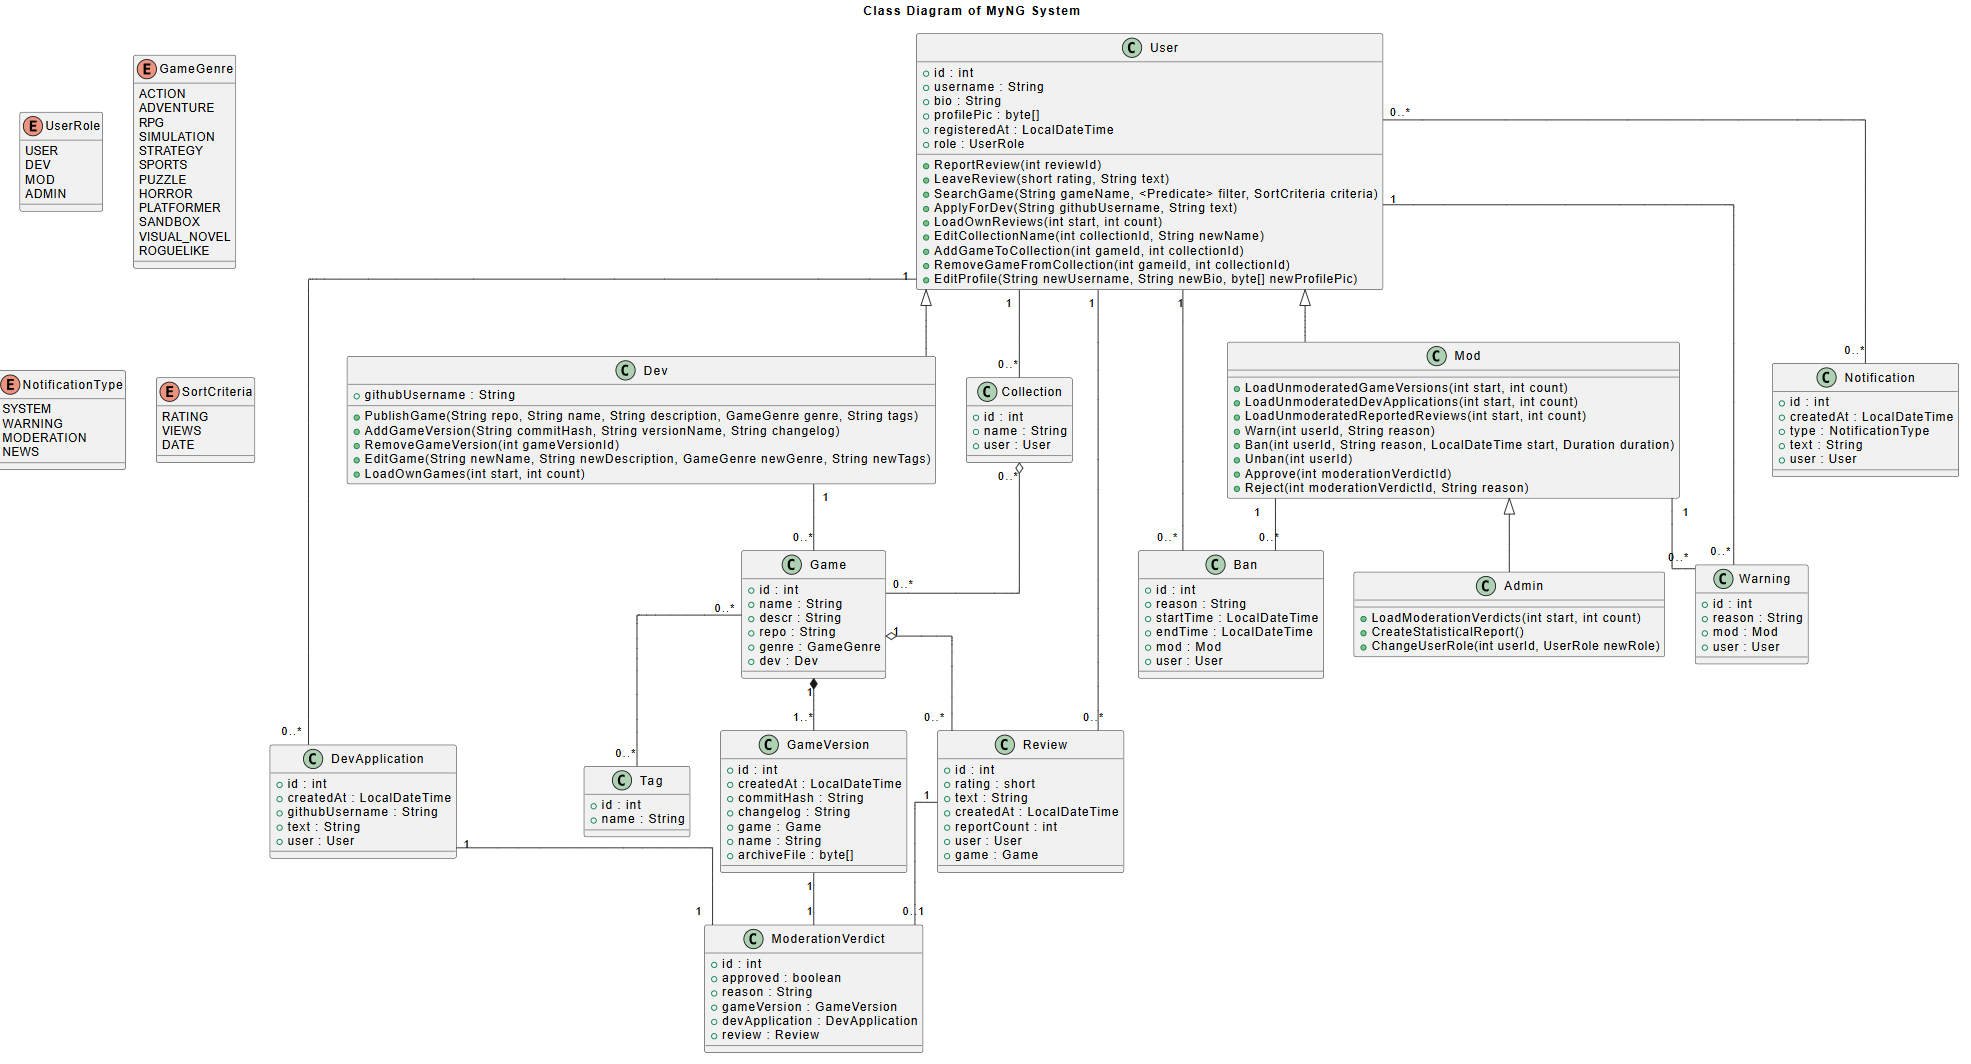 Class Diagram of MyNG System
E UserRole
USER
DEV
MOD
ADMIN
E GameGenre
ACTION
ADVENTURE
RPG
SIMULATION
STRATEGY
SPORTS
PUZZLE
HORROR
PLATFORMER
SANDBOX
VISUAL_NOVEL
ROGUELIKE
E NotificationType
SYSTEM
WARNING
MODERATION
NEWS
E SortCriteria
RATING
VIEWS
DATE
C User
id : int
username : String
bio : String
profilePic : byte[]
registeredAt : LocalDateTime
role : UserRole
ReportReview(int reviewId)
LeaveReview(short rating, String text)
SearchGame(String gameName, <Predicate> filter, SortCriteria criteria)
ApplyForDev(String githubUsername, String text)
LoadOwnReviews(int start, int count)
EditCollectionName(int collectionId, String newName)
AddGameToCollection(int gameId, int collectionId)
RemoveGameFromCollection(int gameiId, int collectionId)
EditProfile(String newUsername, String newBio, byte[] newProfilePic)
0..*
1
1
1
1
1
C Dev
githubUsername : String
PublishGame(String repo, String name, String description, GameGenre genre, String tags)
AddGameVersion(String commitHash, String versionName, String changelog)
RemoveGameVersion(int gameVersionId)
EditGame(String newName, String newDescription, GameGenre newGenre, String newTags)
LoadOwnGames(int start, int count)
1
0..*
0..*
C Collection
id : int
name : String
user : User
0..*
C Mod
LoadUnmoderatedGameVersions(int start, int count)
LoadUnmoderatedDevApplications(int start, int count)
LoadUnmoderatedReportedReviews(int start, int count)
Warn(int userId, String reason)
Ban(int userId, String reason, LocalDateTime start, Duration duration)
Unban(int userId)
Approve(int moderationVerdictId)
Reject(int moderationVerdictId, String reason)
1
1
0..*
C Notification
id : int
createdAt : LocalDateTime
type : NotificationType
text : String
user : User
C Game
id : int
name : String
descr : String
repo : String
genre : GameGenre
dev : Dev
0..*
0..*
1
1
0..*
0..*
C Ban
id : int
reason : String
startTime : LocalDateTime
endTime : LocalDateTime
mod : Mod
user : User
C Admin
LoadModerationVerdicts(int start, int count)
CreateStatisticalReport()
ChangeUserRole(int userId, UserRole newRole)
0..*
0..*
C Warning
id : int
reason : String
mod : Mod
user : User
0..*
C DevApplication
id : int
createdAt : LocalDateTime
githubUsername : String
text : String
user : User
1
0..*
C Tag
id : int
name : String
1..*
C GameVersion
id : int
createdAt : LocalDateTime
commitHash : String
changelog : String
game : Game
name : String
archiveFile : byte[]
1
0..*
0..*
C Review
id : int
rating : short
text : String
createdAt : LocalDateTime
reportCount : int
user : User
game : Game
1
1
1
0..1
C ModerationVerdict
id : int
approved : boolean
reason : String
gameVersion : GameVersion
devApplication : DevApplication
review : Review